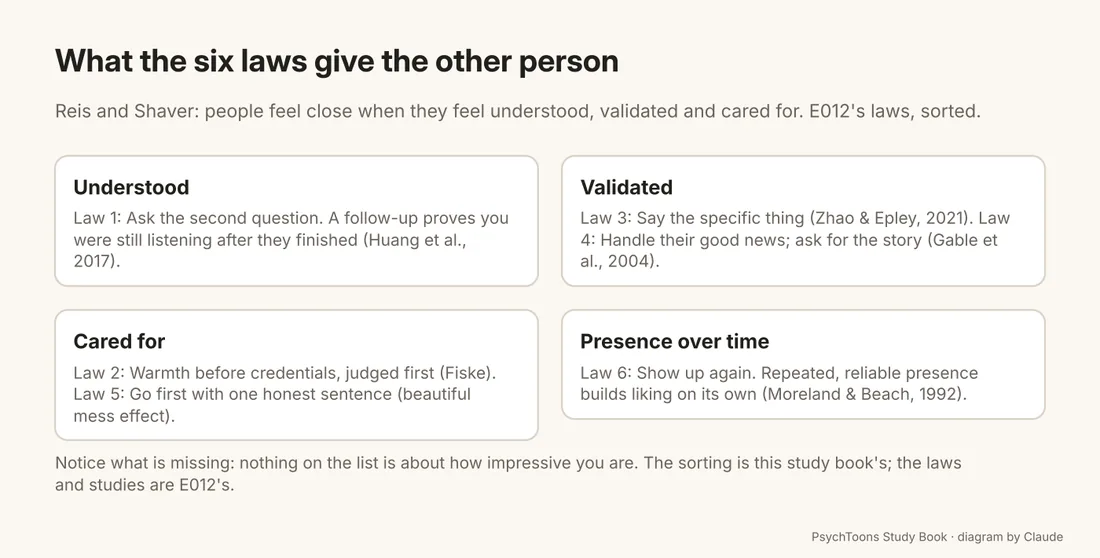 What the six laws give the other person
Reis and Shaver: people feel close when they feel understood, validated and cared for. E012's laws, sorted.
Understood
Law 1: Ask the second question. A follow-up proves you
were still listening after they finished (Huang et al.,
2017).
Validated
Law 3: Say the specific thing (Zhao & Epley, 2021). Law
4: Handle their good news; ask for the story (Gable et
al., 2004).
Cared for
Law 2: Warmth before credentials, judged first (Fiske).
Law 5: Go first with one honest sentence (beautiful
mess effect).
Presence over time
Law 6: Show up again. Repeated, reliable presence
builds liking on its own (Moreland & Beach, 1992).
Notice what is missing: nothing on the list is about how impressive you are. The sorting is this study book's; the laws
and studies are E012's.
PsychToons Study Book · diagram by Claude